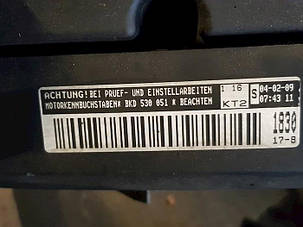 ACHTUNG! BEI PRUEF- UND EINSTELLARBEITEN
MOTORKENNBUCHSTABEN* BKD 530 051 * BEACHTEN
1 16
KT2
S
04-02-09
07:43 11
1830
17-8